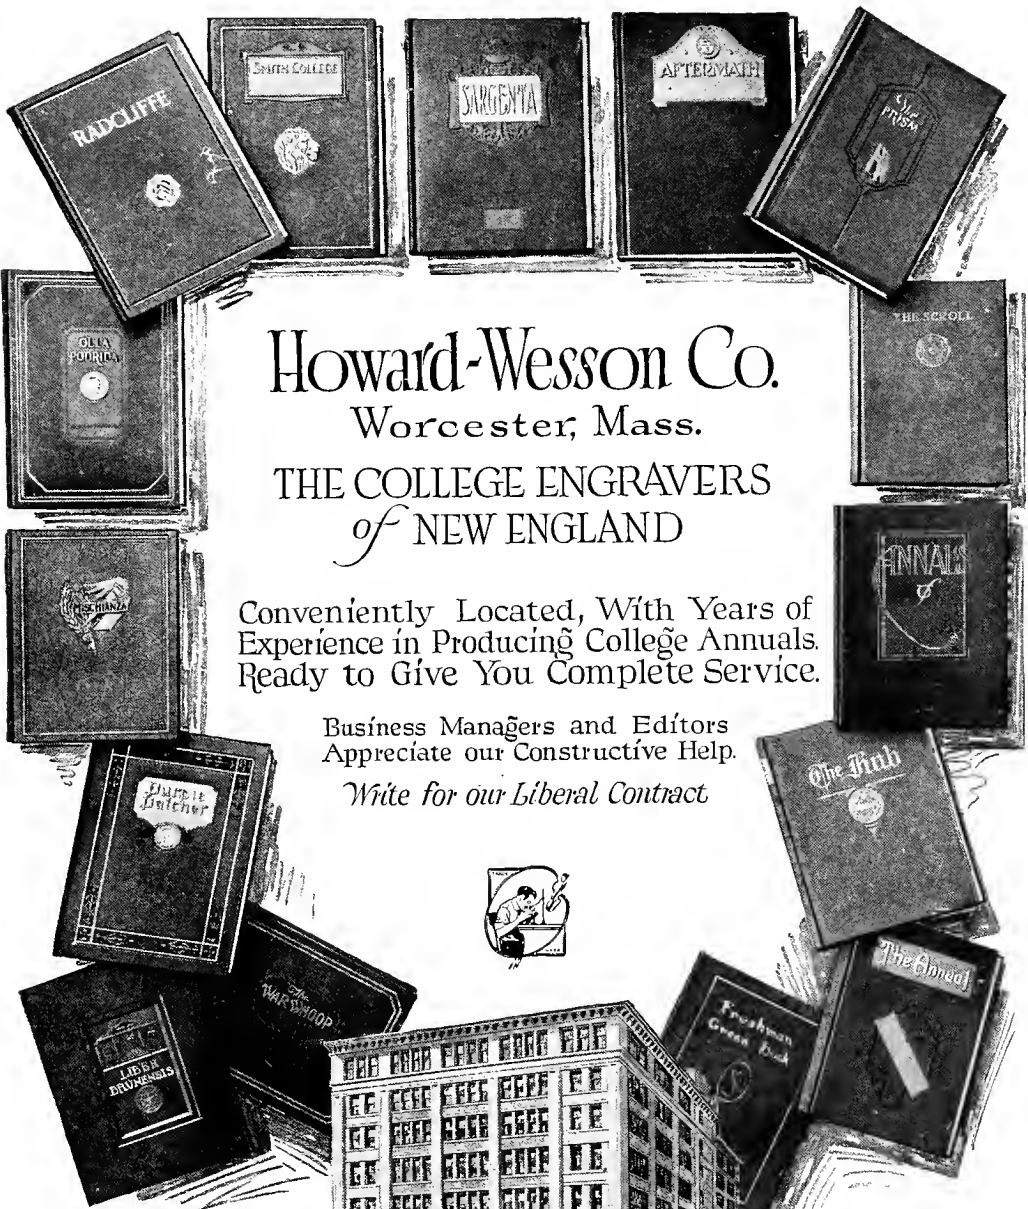 RADCLIFFE
SMITH COLLEGE
SARGENTA
AFTERMATH
The
PRISM
OLLA
PODRIDA
THE SCROLL
Howard-Wesson Co.
Worcester, Mass.
THE COLLEGE ENGRAVERS
of NEW ENGLAND
MISCHIANZA
ANNALS
Conveniently Located, With Years of
Experience in Producing College Annuals.
Ready to Give You Complete Service.
Business Managers and Editors
Appreciate our Constructive Help.
Write for our Liberal Contract
Purple
Patcher
The Hub
The
WARWHOOP
The Annual
Freshman
Green Book
LIBER
BRUNENSIS